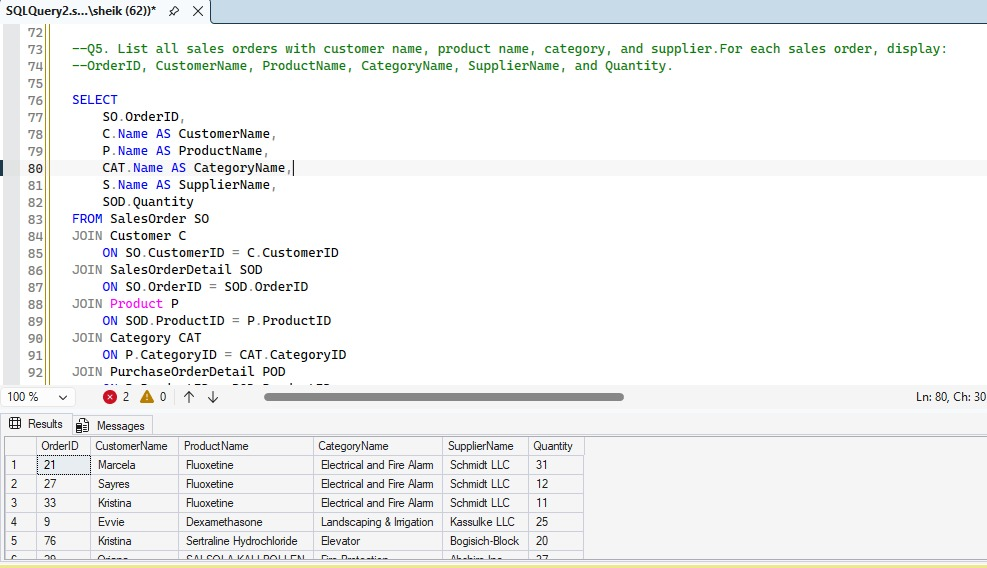 SQLQuery2.s...\sheik (62))*
72
73 --Q5. List all sales orders with customer name, product name, category, and supplier.For each sales order, display:
74 --OrderID, CustomerName, ProductName, CategoryName, SupplierName, and Quantity.
75
76 SELECT
77 SO.OrderID,
78 C.Name AS CustomerName,
79 P.Name AS ProductName,
80 CAT.Name AS CategoryName,
81 S.Name AS SupplierName,
82 SOD.Quantity
83 FROM SalesOrder SO
84 JOIN Customer C
85 ON SO.CustomerID = C.CustomerID
86 JOIN SalesOrderDetail SOD
87 ON SO.OrderID = SOD.OrderID
88 JOIN Product P
89 ON SOD.ProductID = P.ProductID
90 JOIN Category CAT
91 ON P.CategoryID = CAT.CategoryID
92 JOIN PurchaseOrderDetail POD
100 % 2 0 Ln: 80, Ch: 30
Results Messages
OrderID CustomerName ProductName CategoryName SupplierName Quantity
1 21 Marcela Fluoxetine Electrical and Fire Alarm Schmidt LLC 31
2 27 Sayres Fluoxetine Electrical and Fire Alarm Schmidt LLC 12
3 33 Kristina Fluoxetine Electrical and Fire Alarm Schmidt LLC 11
4 9 Evvie Dexamethasone Landscaping & Irrigation Kassulke LLC 25
5 76 Kristina Sertraline Hydrochloride Elevator Bogisich-Block 20